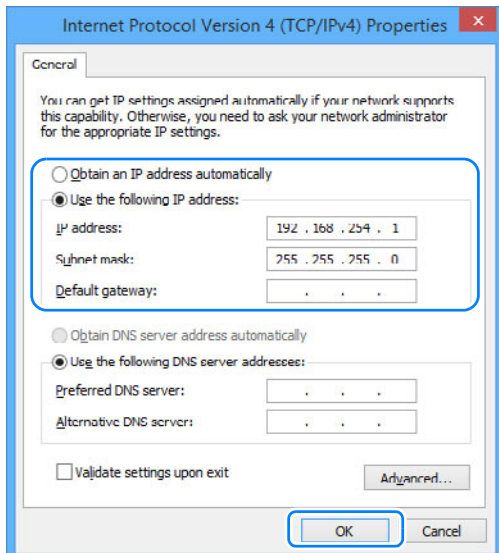 Internet Protocol Version 4 (TCP/IPv4) Properties
General
You can get IP settings assigned automatically if your network supports
this capability. Otherwise, you need to ask your network administrator
for the appropriate IP settings.
Obtain an IP address automatically
Use the following IP address:
IP address: 192 . 168 . 254 . 1
Subnet mask: 255 . 255 . 255 . 0
Default gateway: . . .
Obtain DNS server address automatically
Use the following DNS server addresses:
Preferred DNS server: . . .
Alternative DNS server: . . .
Validate settings upon exit
Advanced...
OK Cancel